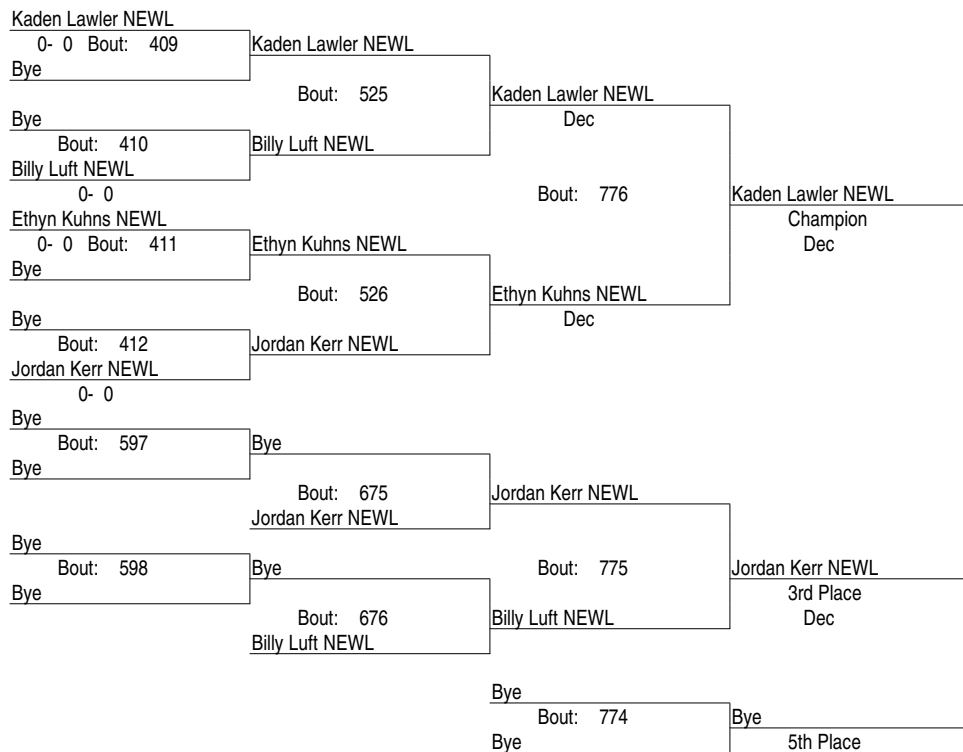 Kaden Lawler NEWL
0- 0 Bout: 409 Kaden Lawler NEWL
Bye
Bout: 525 Kaden Lawler NEWL
Bye Dec
Bout: 410 Billy Luft NEWL
Billy Luft NEWL
0- 0 Bout: 776 Kaden Lawler NEWL
Ethyn Kuhns NEWL Champion
0- 0 Bout: 411 Ethyn Kuhns NEWL Dec
Bye
Bout: 526 Ethyn Kuhns NEWL
Bye Dec
Bout: 412 Jordan Kerr NEWL
Jordan Kerr NEWL
0- 0
Bye
Bout: 597 Bye
Bye
Bout: 675 Jordan Kerr NEWL
Jordan Kerr NEWL
Bye
Bout: 598 Bye Bout: 775 Jordan Kerr NEWL
Bye 3rd Place
Bout: 676 Billy Luft NEWL Dec
Billy Luft NEWL
Bye
Bout: 774 Bye
Bye 5th Place